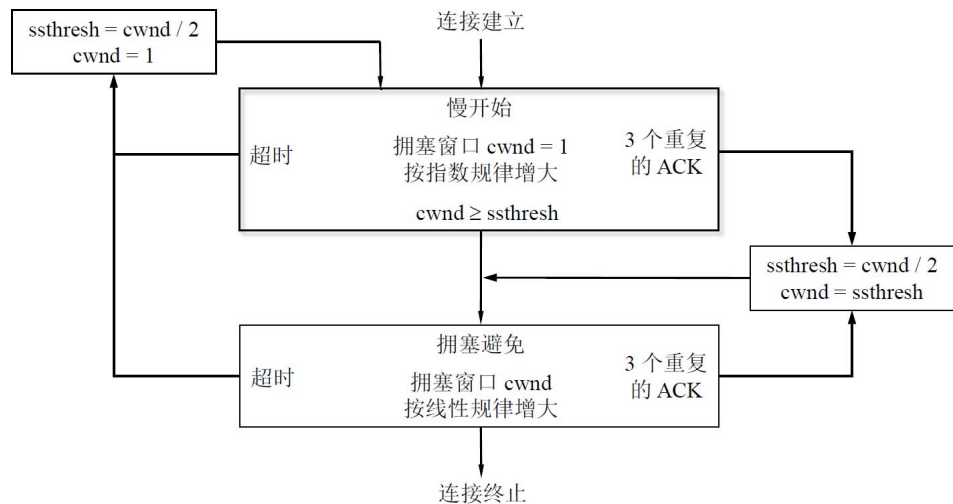 ssthresh = cwnd / 2
cwnd = 1
连接建立
慢开始
超时
拥塞窗口 cwnd = 1
按指数规律增大
3 个重复
的 ACK
cwnd ≥ ssthresh
ssthresh = cwnd / 2
cwnd = ssthresh
拥塞避免
超时
拥塞窗口 cwnd
按线性规律增大
3 个重复
的 ACK
连接终止